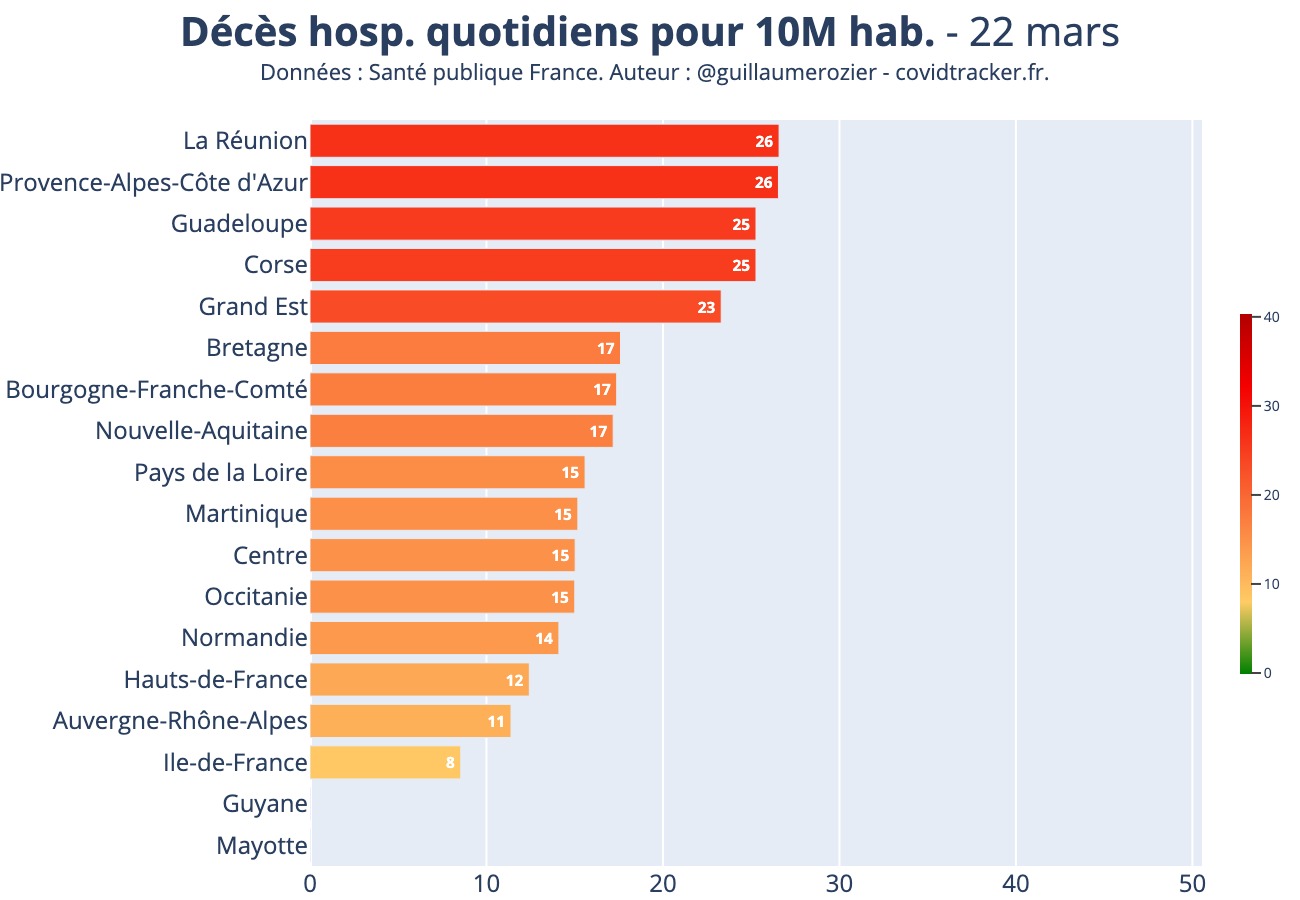 Décès hosp. quotidiens pour 10M hab. - 22 mars
Données : Santé publique France. Auteur : @guillaumerozier - covidtracker.fr.
La Réunion 26
Provence-Alpes-Côte d'Azur 26
Guadeloupe 25
Corse 25
Grand Est 23
Bretagne 17
Bourgogne-Franche-Comté 17
Nouvelle-Aquitaine 17
Pays de la Loire 15
Martinique 15
Centre 15
Occitanie 15
Normandie 14
Hauts-de-France 12
Auvergne-Rhône-Alpes 11
Ile-de-France 8
Guyane
Mayotte
0 10 20 30 40 50
40
30
20
10
0